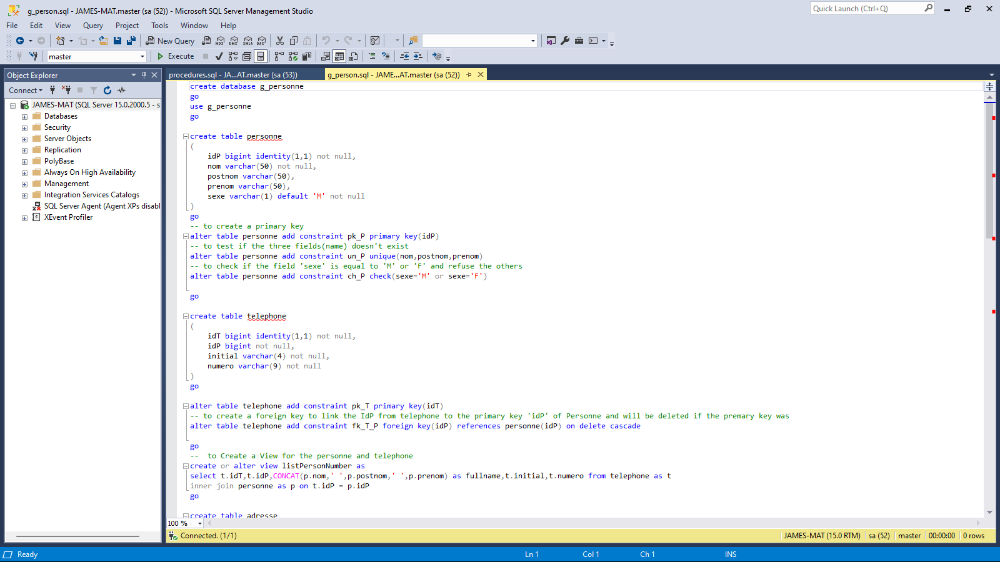 g_person.sql - JAMES-MAT.master (sa (52)) - Microsoft SQL Server Management Studio
Quick Launch (Ctrl+Q)
File Edit View Query Project Tools Window Help
New Query MDX DMX XMLA DAX
master Execute
Object Explorer
procedures.sql - JA...AT.master (sa (53))
g_person.sql - JAME...AT.master (sa (52))
Connect
JAMES-MAT (SQL Server 15.0.2000.5 - s
Databases
Security
Server Objects
Replication
PolyBase
Always On High Availability
Management
Integration Services Catalogs
SQL Server Agent (Agent XPs disabl
XEvent Profiler
create database g_personne
go
use g_personne
go
create table personne
(
idP bigint identity(1,1) not null,
nom varchar(50) not null,
postnom varchar(50),
prenom varchar(50),
sexe varchar(1) default 'M' not null
)
go
-- to create a primary key
alter table personne add constraint pk_P primary key(idP)
-- to test if the three fields(name) doesn't exist
alter table personne add constraint un_P unique(nom,postnom,prenom)
-- to check if the field 'sexe' is equal to 'M' or 'F' and refuse the others
alter table personne add constraint ch_P check(sexe='M' or sexe='F')
go
create table telephone
(
idT bigint identity(1,1) not null,
idP bigint not null,
initial varchar(4) not null,
numero varchar(9) not null
)
go
alter table telephone add constraint pk_T primary key(idT)
-- to create a foreign key to link the IdP from telephone to the primary key 'idP' of Personne and will be deleted if the premary key was
alter table telephone add constraint fk_T_P foreign key(idP) references personne(idP) on delete cascade
go
--  to Create a View for the personne and telephone
create or alter view listPersonNumber as
select t.idT,t.idP,CONCAT(p.nom,' ',p.postnom,' ',p.prenom) as fullname,t.initial,t.numero from telephone as t
inner join personne as p on t.idP = p.idP
go
create table adresse
100 %
Connected. (1/1)
JAMES-MAT (15.0 RTM) sa (52) master 00:00:00 0 rows
Ready Ln 1 Col 1 Ch 1 INS